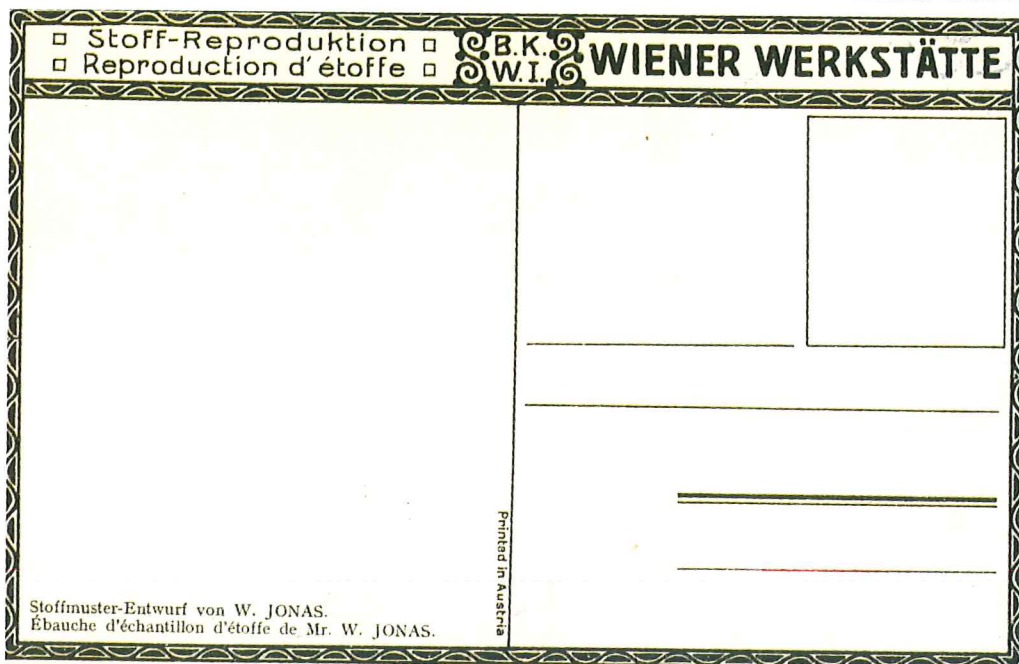 Stoff-Reproduktion
Reproduction d'étoffe
B.K.
W.I.
WIENER WERKSTÄTTE
Printed in Austria
Stoffmuster-Entwurf von W. JONAS.
Ébauche d'échantillon d'étoffe de Mr. W. JONAS.